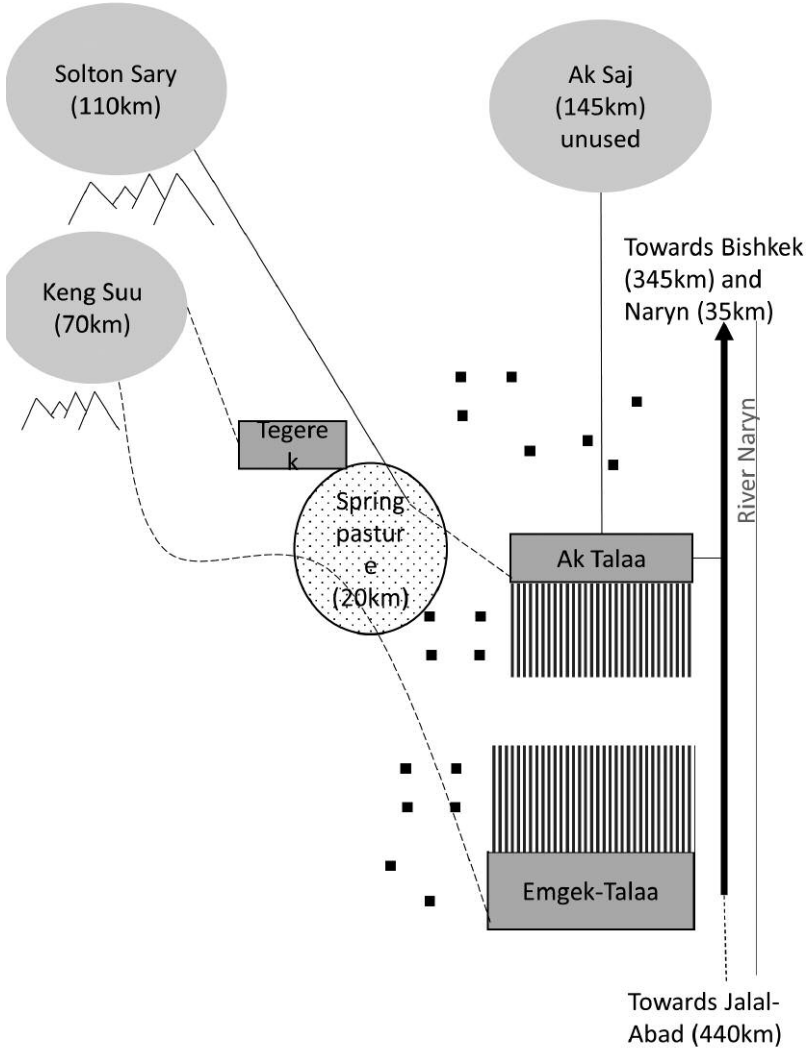 Solton Sary
(110km)
Ak Saj
(145km)
unused
Towards Bishkek
(345km) and
Naryn (35km)
Keng Suu
(70km)
Tegere
k
River Naryn
Spring
pastur
e
(20km)
Ak Talaa
Emgek-Talaa
Towards Jalal-
Abad (440km)